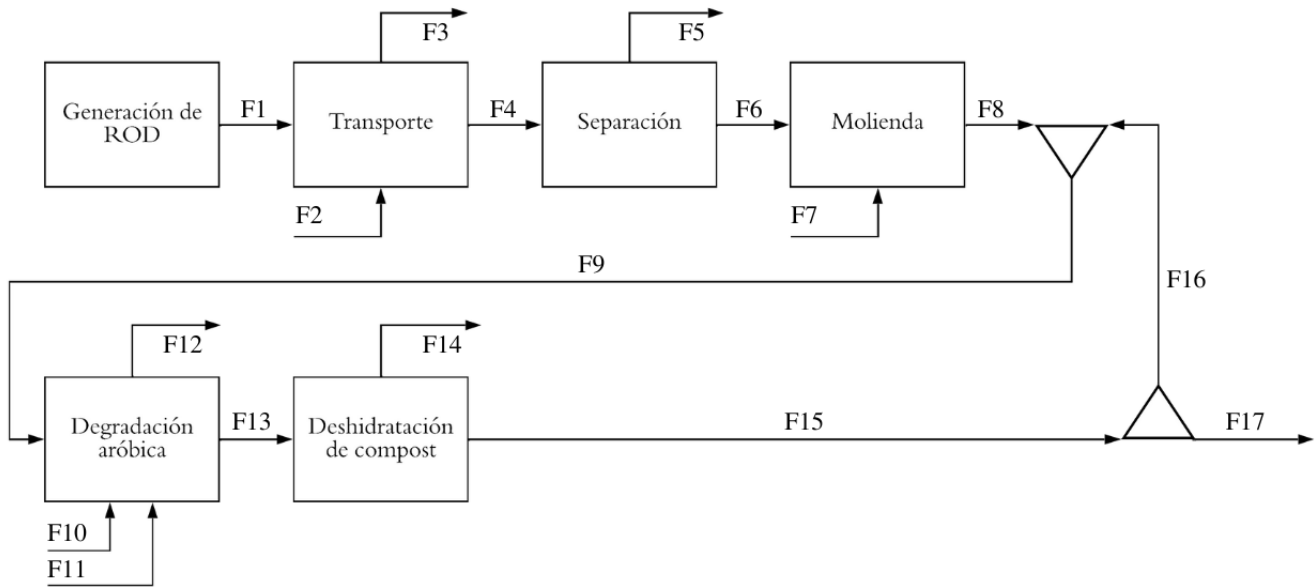 F3
F5
Generación de
ROD
F1
Transporte
F4
Separación
F6
Molienda
F8
F2
F7
F9
F16
F12
F14
Degradación
aróbica
F13
Deshidratación
de compost
F15
F17
F10
F11